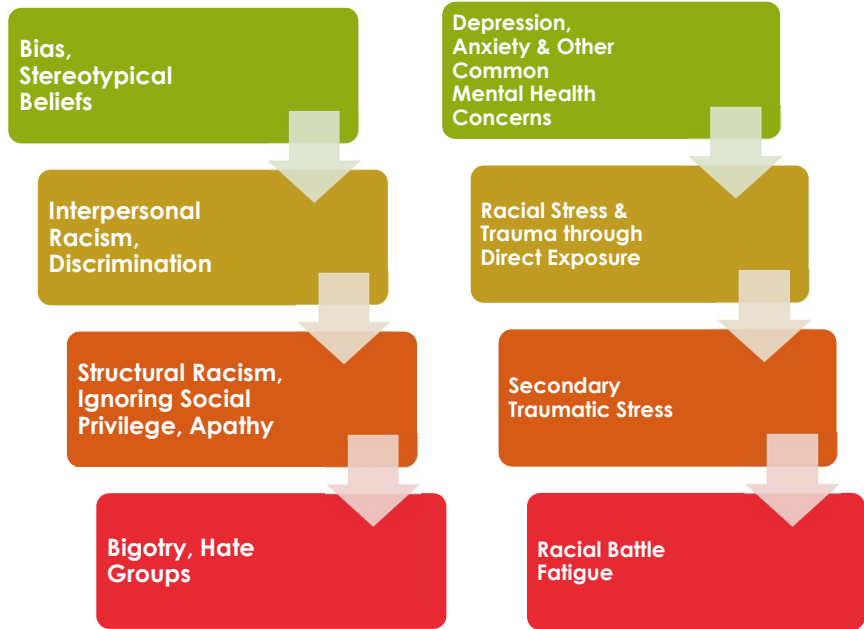 Bias,
Stereotypical
Beliefs
Interpersonal
Racism,
Discrimination
Structural Racism,
Ignoring Social
Privilege, Apathy
Bigotry, Hate
Groups
Depression,
Anxiety & Other
Common
Mental Health
Concerns
Racial Stress &
Trauma through
Direct Exposure
Secondary
Traumatic Stress
Racial Battle
Fatigue